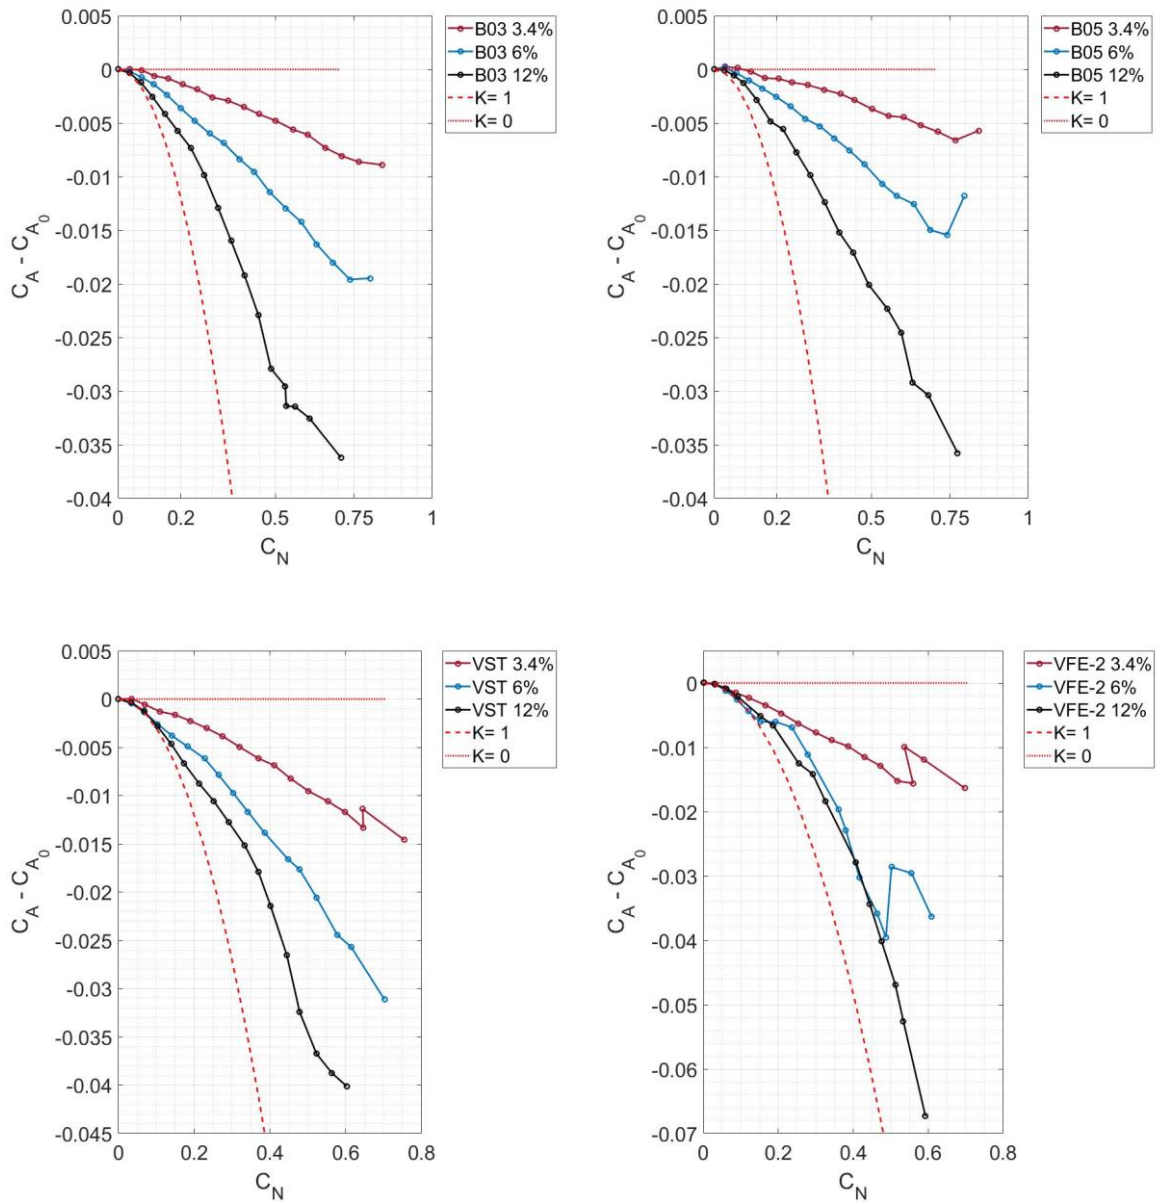 0.005
0
-0.005
-0.01
-0.015
-0.02
-0.025
-0.03
-0.035
-0.04
0 0.2 0.5 0.75 1
C_N
C_A - C_A_0
B03 3.4%
B03 6%
B03 12%
K= 1
K= 0
0.005
0
-0.005
-0.01
-0.015
-0.02
-0.025
-0.03
-0.035
-0.04
0 0.2 0.5 0.75 1
C_N
C_A - C_A_0
B05 3.4%
B05 6%
B05 12%
K= 1
K= 0
0.005
0
-0.005
-0.01
-0.015
-0.02
-0.025
-0.03
-0.035
-0.04
-0.045
0 0.2 0.4 0.6 0.8
C_N
C_A - C_A_0
VST 3.4%
VST 6%
VST 12%
K= 1
K= 0
0
-0.01
-0.02
-0.03
-0.04
-0.05
-0.06
-0.07
0 0.2 0.4 0.6 0.8
C_N
C_A - C_A_0
VFE-2 3.4%
VFE-2 6%
VFE-2 12%
K= 1
K= 0